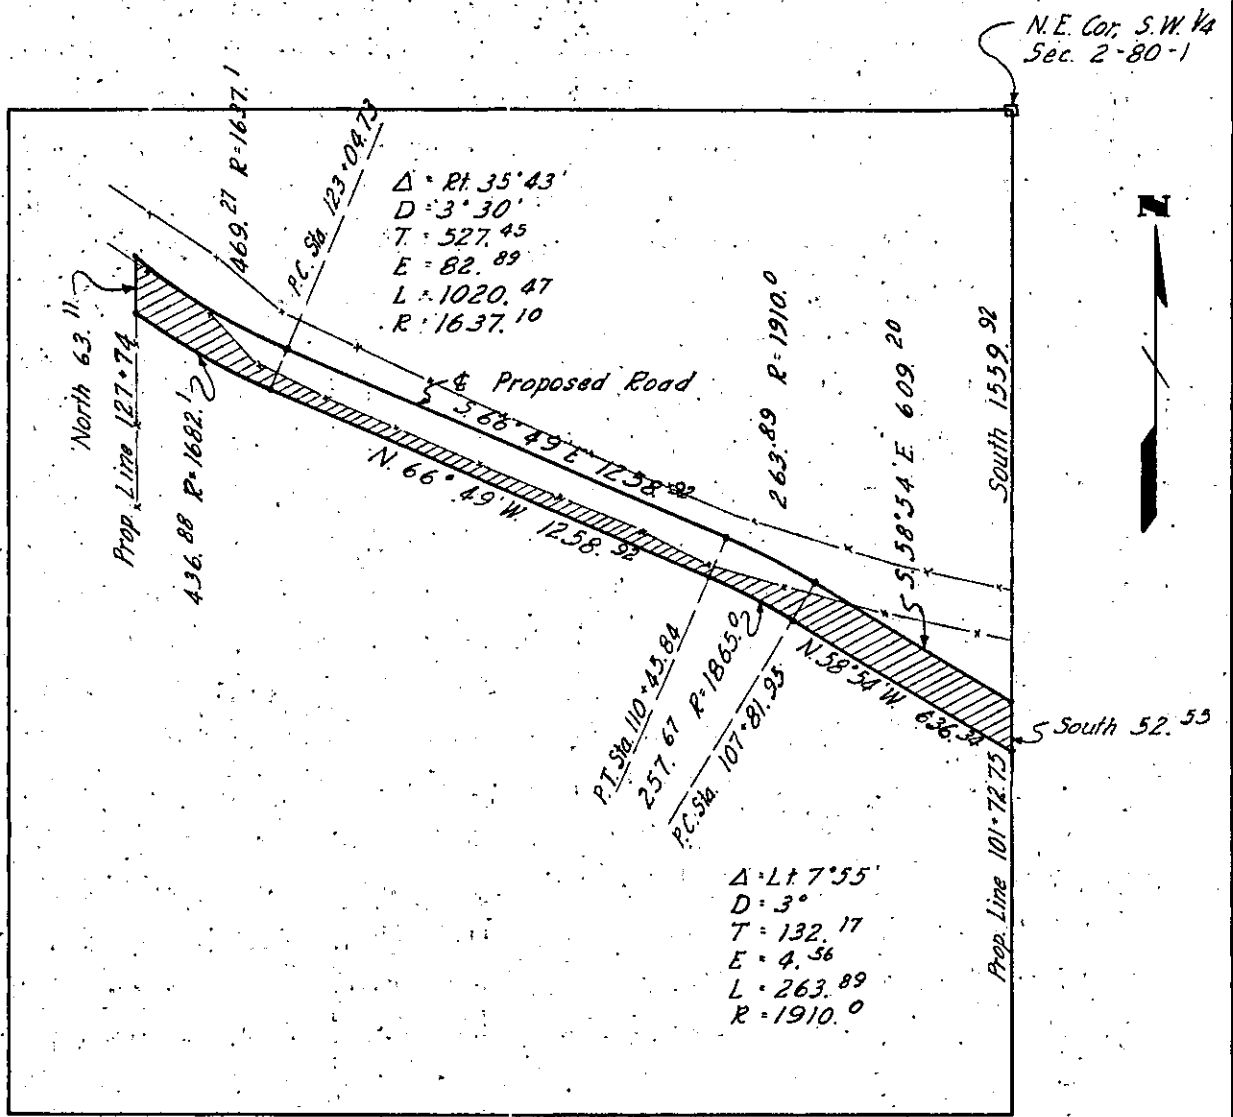 N.E. Cor, S.W. 1/4
Sec. 2-80-1
469.27 R=1637.1
P.C. Sta. 123+04.73
Δ = Rt. 35°43'
D = 3°30'
T = 527.45
E = 82.89
L = 1020.47
R = 1637.10
N
North 63.11
Prop. Line 127+74
436.88 R=1682.1
℄ Proposed Road
S 66°49' E 1258.92
N. 66°49' W. 1258.92
263.89 R=1910.0
S. 58°54' E 609.20
South 1559.92
P.T. Sta. 110+45.84
257.67 R=1865.0
P.C. Sta. 107+81.95
N. 58°54' W. 636.34
South 52.55
Prop. Line 101+72.75
Δ = Lt. 7°55'
D = 3°
T = 132.17
E = 4.56
L = 263.89
R = 1910.0